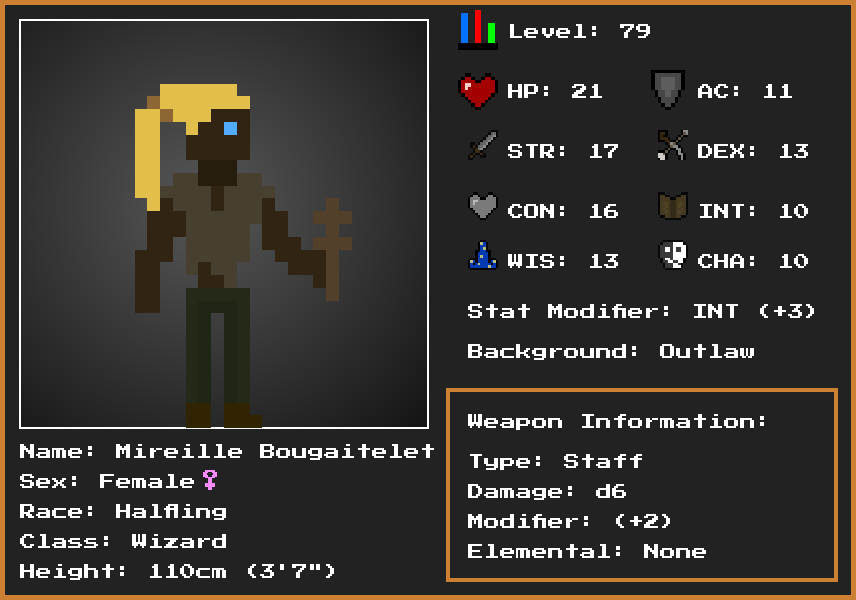 Level: 79
HP: 21
AC: 11
STR: 17
DEX: 13
CON: 16
INT: 10
WIS: 13
CHA: 10
Stat Modifier: INT (+3)
Background: Outlaw
Weapon Information:
Type: Staff
Damage: d6
Modifier: (+2)
Elemental: None
Name: Mireille Bougaitelet
Sex: Female♀
Race: Halfling
Class: Wizard
Height: 110cm (3'7")